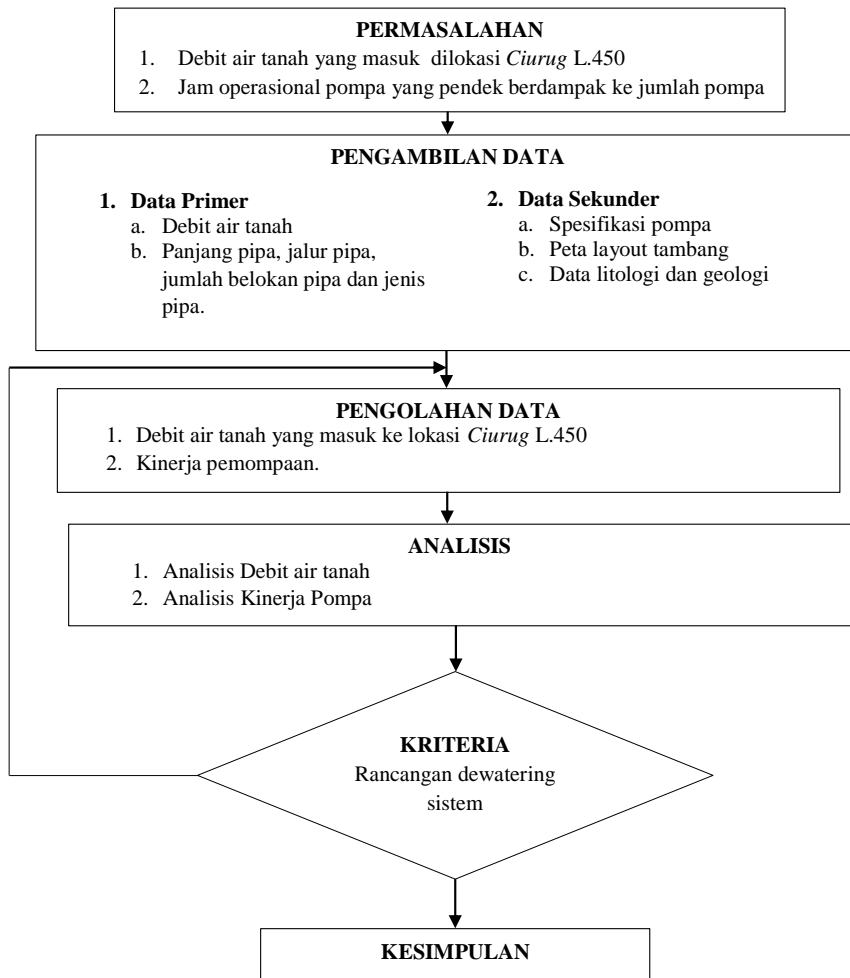 PERMASALAHAN
1. Debit air tanah yang masuk dilokasi Ciurug L.450
2. Jam operasional pompa yang pendek berdampak ke jumlah pompa
PENGAMBILAN DATA
1. Data Primer
a. Debit air tanah
b. Panjang pipa, jalur pipa,
jumlah belokan pipa dan jenis
pipa.
2. Data Sekunder
a. Spesifikasi pompa
b. Peta layout tambang
c. Data litologi dan geologi
PENGOLAHAN DATA
1. Debit air tanah yang masuk ke lokasi Ciurug L.450
2. Kinerja pemompaan.
ANALISIS
1. Analisis Debit air tanah
2. Analisis Kinerja Pompa
KRITERIA
Rancangan dewatering
sistem
KESIMPULAN